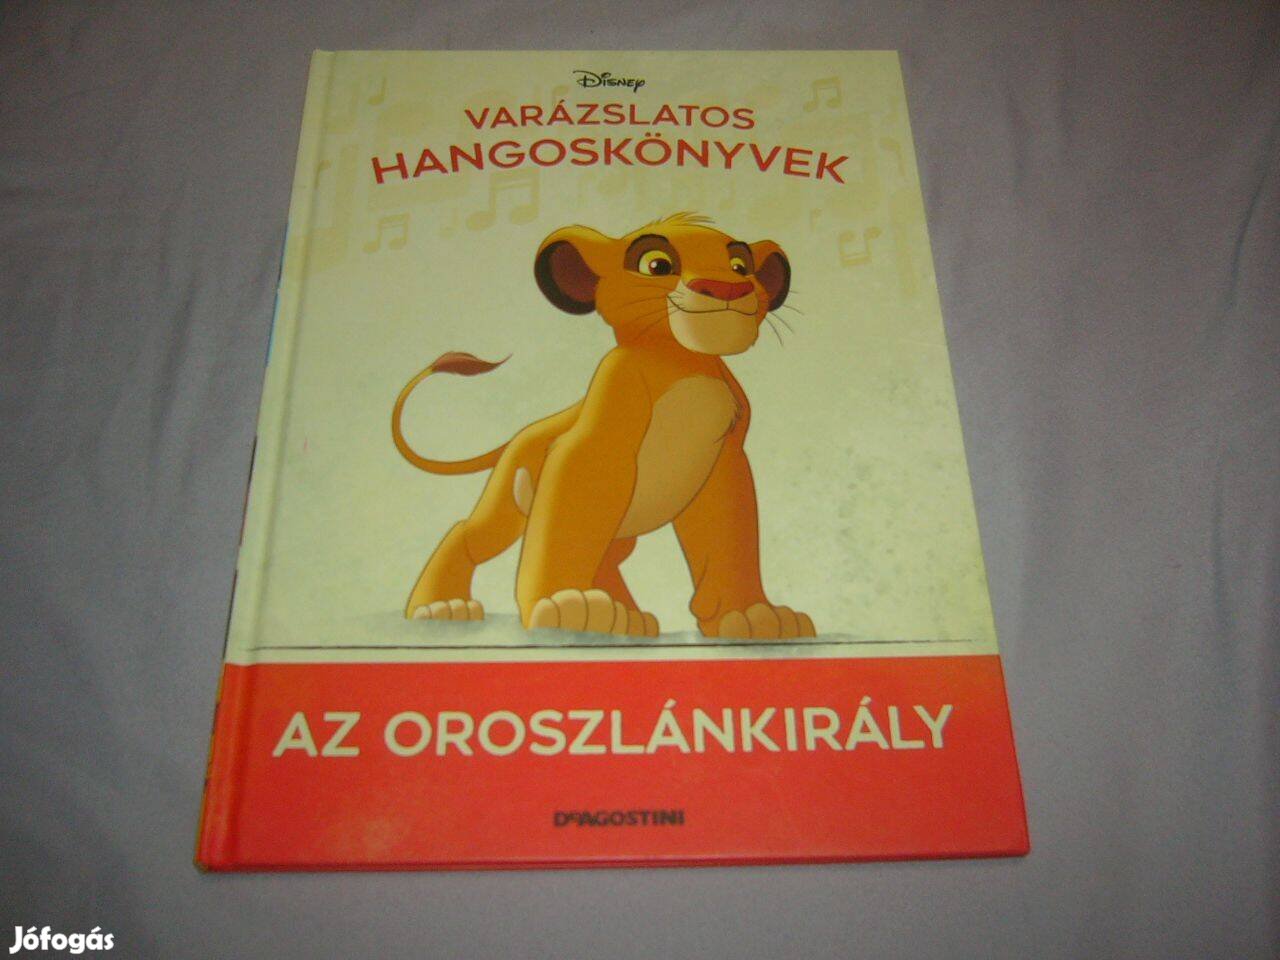 Disney
VARÁZSLATOS
HANGOSKÖNYVEK
AZ OROSZLÁNKIRÁLY
DeAGOSTINI
Jófogás